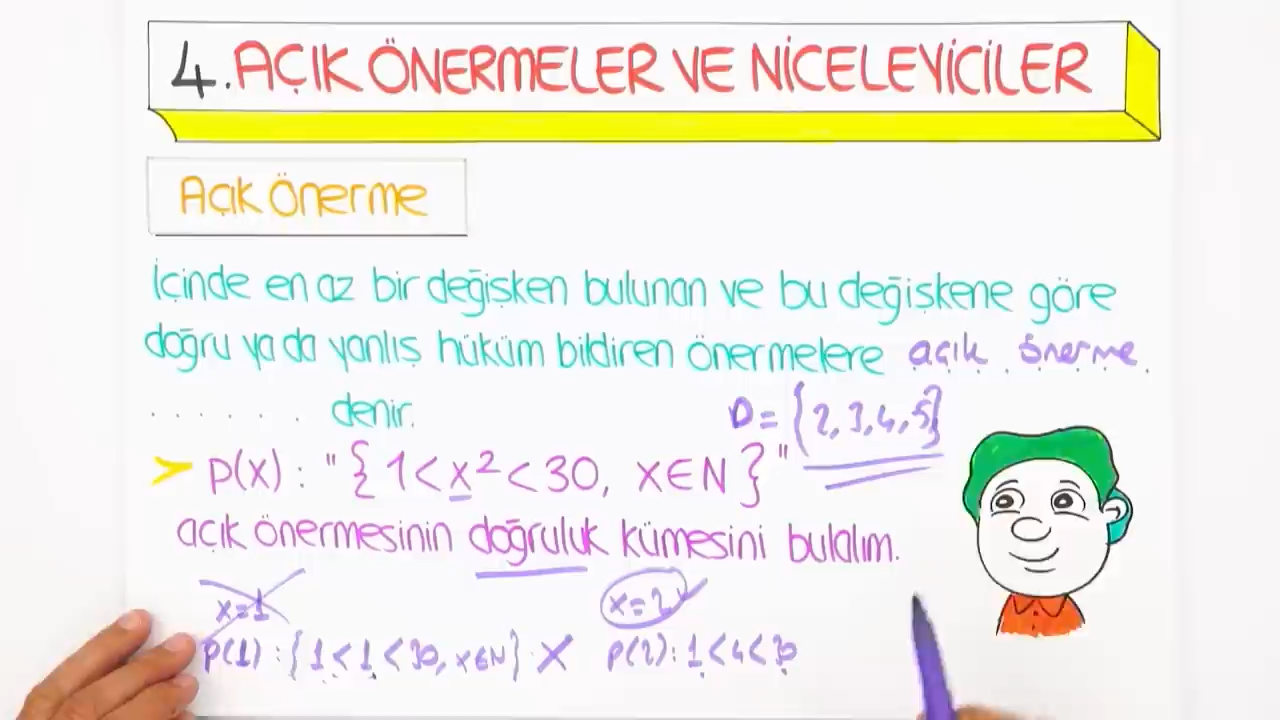 4. AÇIK ÖNERMELER VE NİCELEYİCİLER
Açık Önerme
İçinde en az bir değişken bulunan ve bu değişkene göre
doğru ya da yanlış hüküm bildiren önermelere açık önerme
....... denir.
D = {2, 3, 4, 5}
➤ p(x) : "{1 < x² < 30, x∈N}"
açık önermesinin doğruluk kümesini bulalım.
x=1 x=2 ✓
p(1) : {1 < 1 < 30, x∈N} X p(2) : 1 < 4 < 30